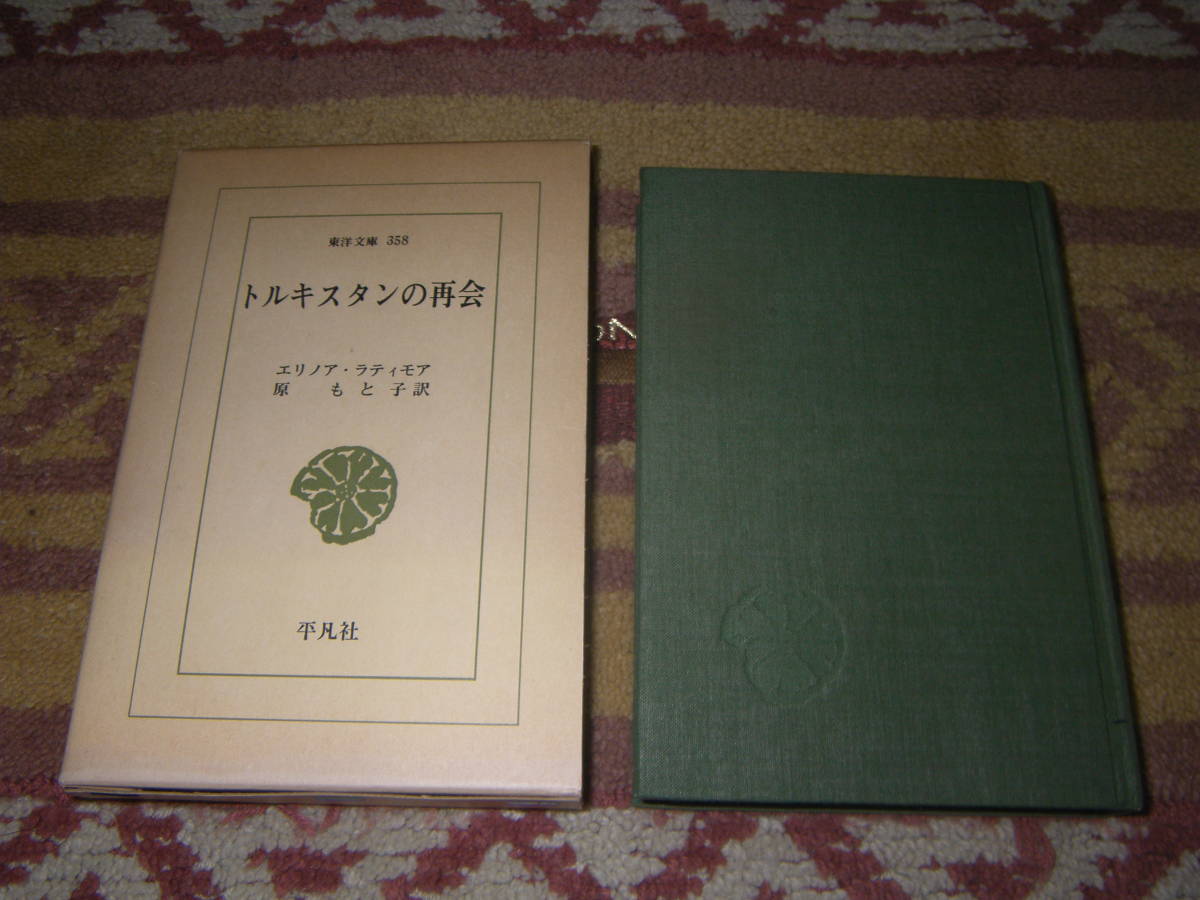 東洋文庫 358
トルキスタンの再会
エリノア・ラティモア
原 もと子訳
平凡社